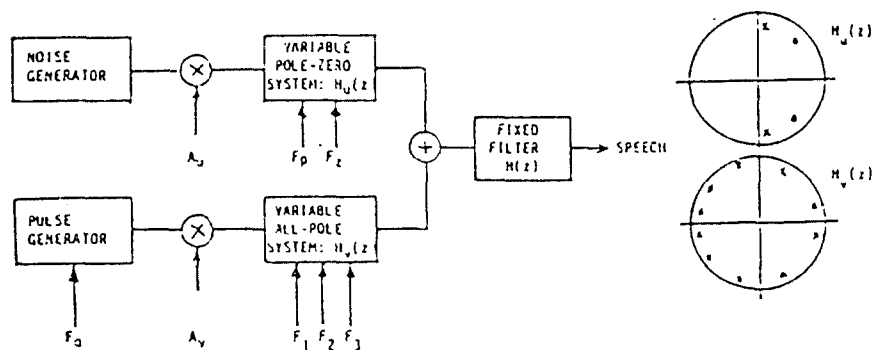 NOISE
GENERATOR
A_u
VARIABLE
POLE-ZERO
SYSTEM: H_u(z
F_p
F_z
PULSE
GENERATOR
F_0
A_v
VARIABLE
ALL-POLE
SYSTEM: H_v(z
F_1 F_2 F_3
FIXED
FILTER
H(z)
SPEECH
H_u(z)
H_v(z)